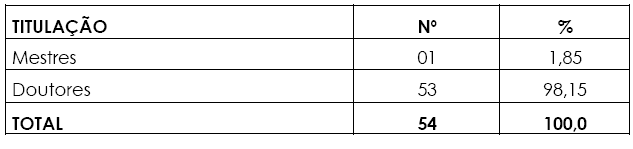 TITULAÇÃO Nº %
Mestres 01 1,85
Doutores 53 98,15
TOTAL 54 100,0